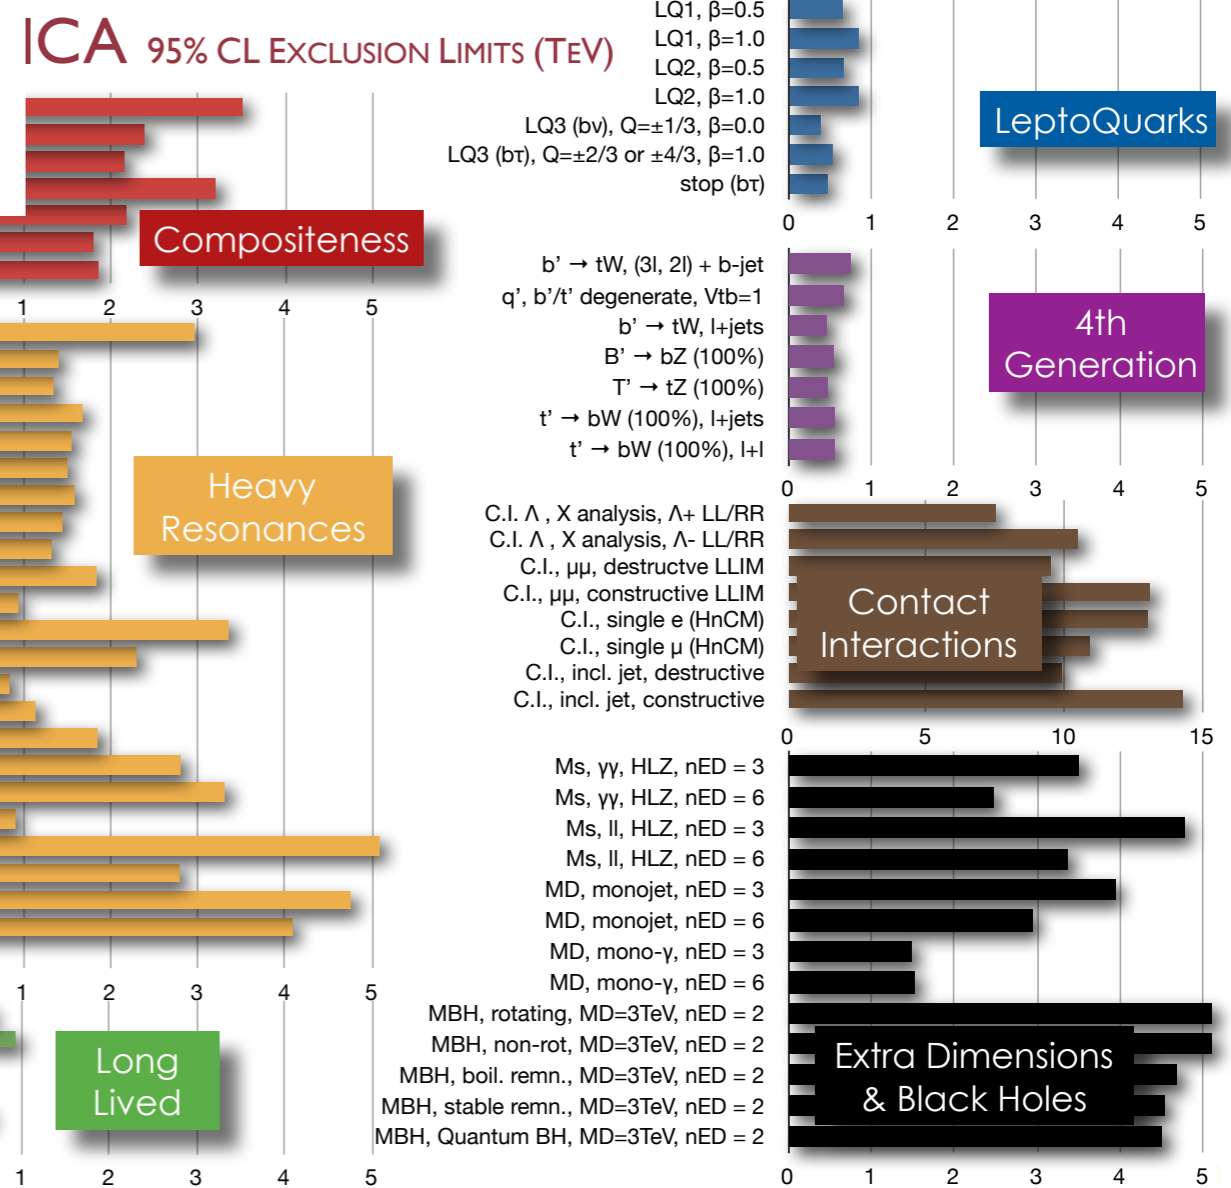 ICA 95% CL EXCLUSION LIMITS (TEV)
Compositeness
1 2 3 4 5
Heavy
Resonances
1 2 3 4 5
Long
Lived
1 2 3 4 5
LQ1, β=0.5
LQ1, β=1.0
LQ2, β=0.5
LQ2, β=1.0
LQ3 (bν), Q=±1/3, β=0.0
LQ3 (bτ), Q=±2/3 or ±4/3, β=1.0
stop (bτ)
LeptoQuarks
0 1 2 3 4 5
b’ → tW, (3l, 2l) + b-jet
q’, b’/t’ degenerate, Vtb=1
b’ → tW, l+jets
B’ → bZ (100%)
T’ → tZ (100%)
t’ → bW (100%), l+jets
t’ → bW (100%), l+l
4th
Generation
0 1 2 3 4 5
C.I. Λ , X analysis, Λ+ LL/RR
C.I. Λ , X analysis, Λ- LL/RR
C.I., μμ, destructve LLIM
C.I., μμ, constructive LLIM
C.I., single e (HnCM)
C.I., single μ (HnCM)
C.I., incl. jet, destructive
C.I., incl. jet, constructive
Contact
Interactions
0 5 10 15
Ms, γγ, HLZ, nED = 3
Ms, γγ, HLZ, nED = 6
Ms, ll, HLZ, nED = 3
Ms, ll, HLZ, nED = 6
MD, monojet, nED = 3
MD, monojet, nED = 6
MD, mono-γ, nED = 3
MD, mono-γ, nED = 6
MBH, rotating, MD=3TeV, nED = 2
MBH, non-rot, MD=3TeV, nED = 2
MBH, boil. remn., MD=3TeV, nED = 2
MBH, stable remn., MD=3TeV, nED = 2
MBH, Quantum BH, MD=3TeV, nED = 2
Extra Dimensions
& Black Holes
0 1 2 3 4 5